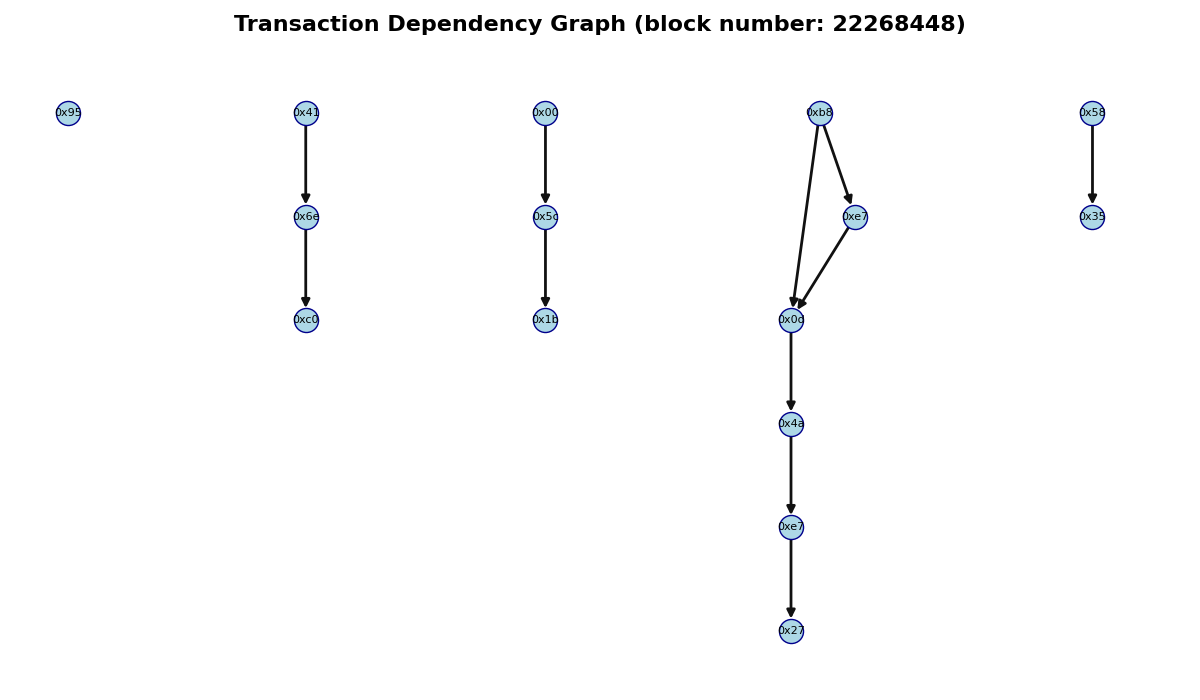 Transaction Dependency Graph (block number: 22268448)
0x95
0x41
0x00
0xb8
0x58
0x6e
0x5c
0xe7
0x35
0xc0
0x1b
0x0d
0x4a
0xe7
0x27